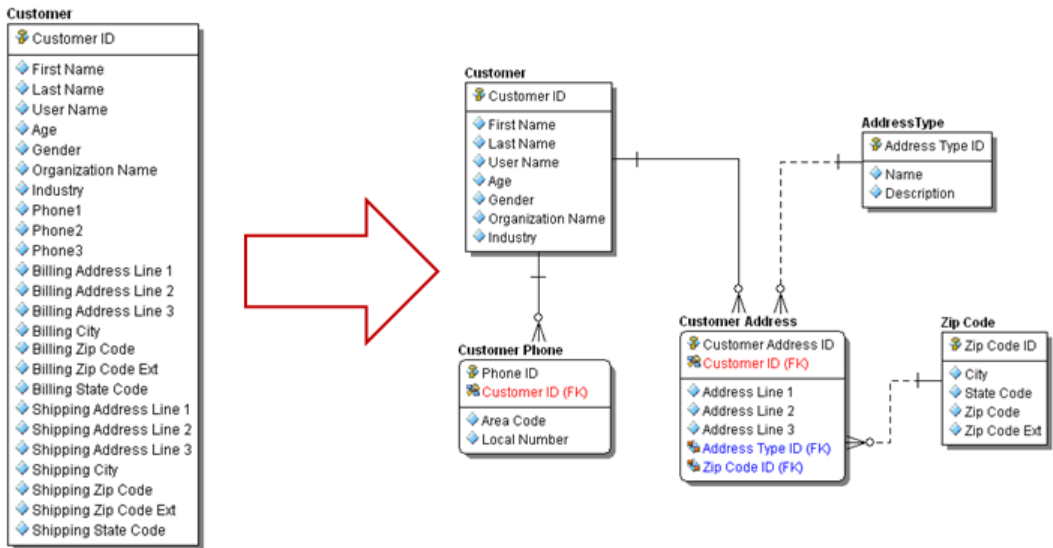 Customer
Customer ID
First Name
Last Name
User Name
Age
Gender
Organization Name
Industry
Phone1
Phone2
Phone3
Billing Address Line 1
Billing Address Line 2
Billing Address Line 3
Billing City
Billing Zip Code
Billing Zip Code Ext
Billing State Code
Shipping Address Line 1
Shipping Address Line 2
Shipping Address Line 3
Shipping City
Shipping Zip Code
Shipping Zip Code Ext
Shipping State Code
Customer
Customer ID
First Name
Last Name
User Name
Age
Gender
Organization Name
Industry
AddressType
Address Type ID
Name
Description
Customer Phone
Phone ID
Customer ID (FK)
Area Code
Local Number
Customer Address
Customer Address ID
Customer ID (FK)
Address Line 1
Address Line 2
Address Line 3
Address Type ID (FK)
Zip Code ID (FK)
Zip Code
Zip Code ID
City
State Code
Zip Code
Zip Code Ext